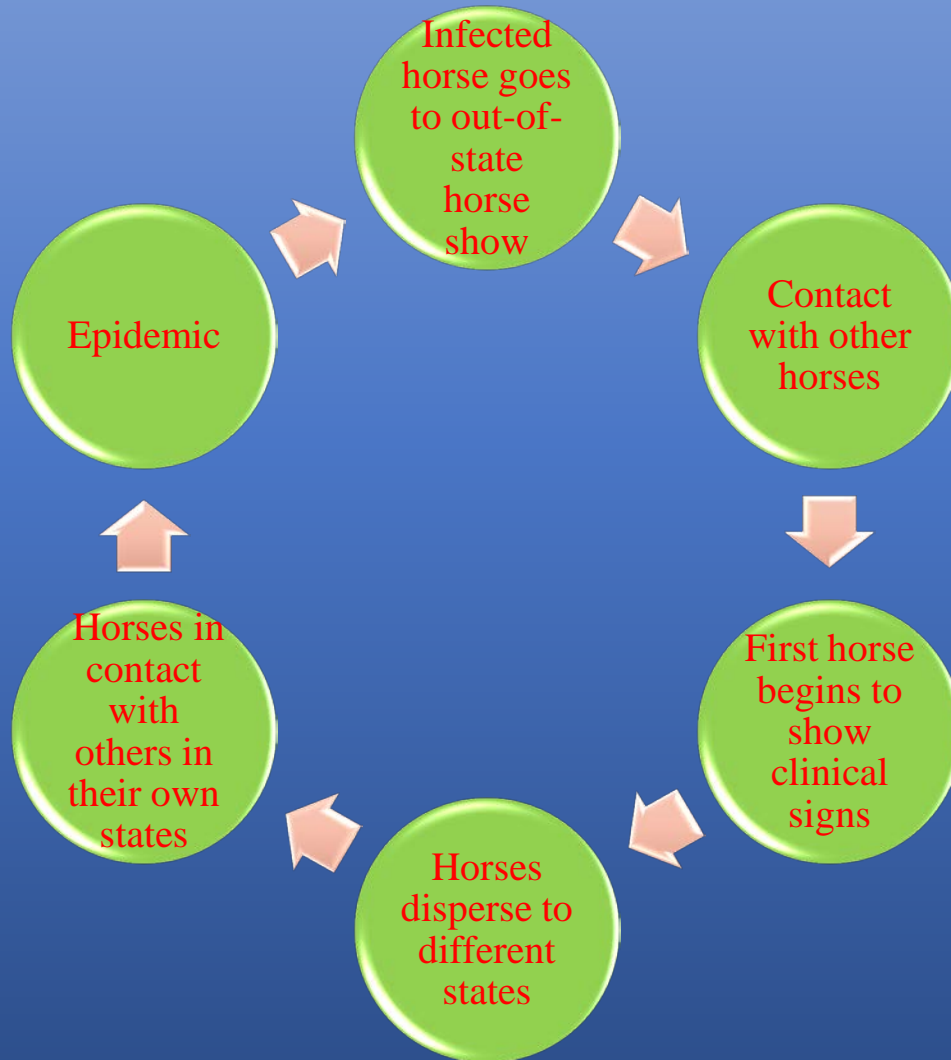 Infected
horse goes
to out-of-
state
horse
show
Contact
with other
horses
First horse
begins to
show
clinical
signs
Horses
disperse to
different
states
Horses in
contact
with
others in
their own
states
Epidemic